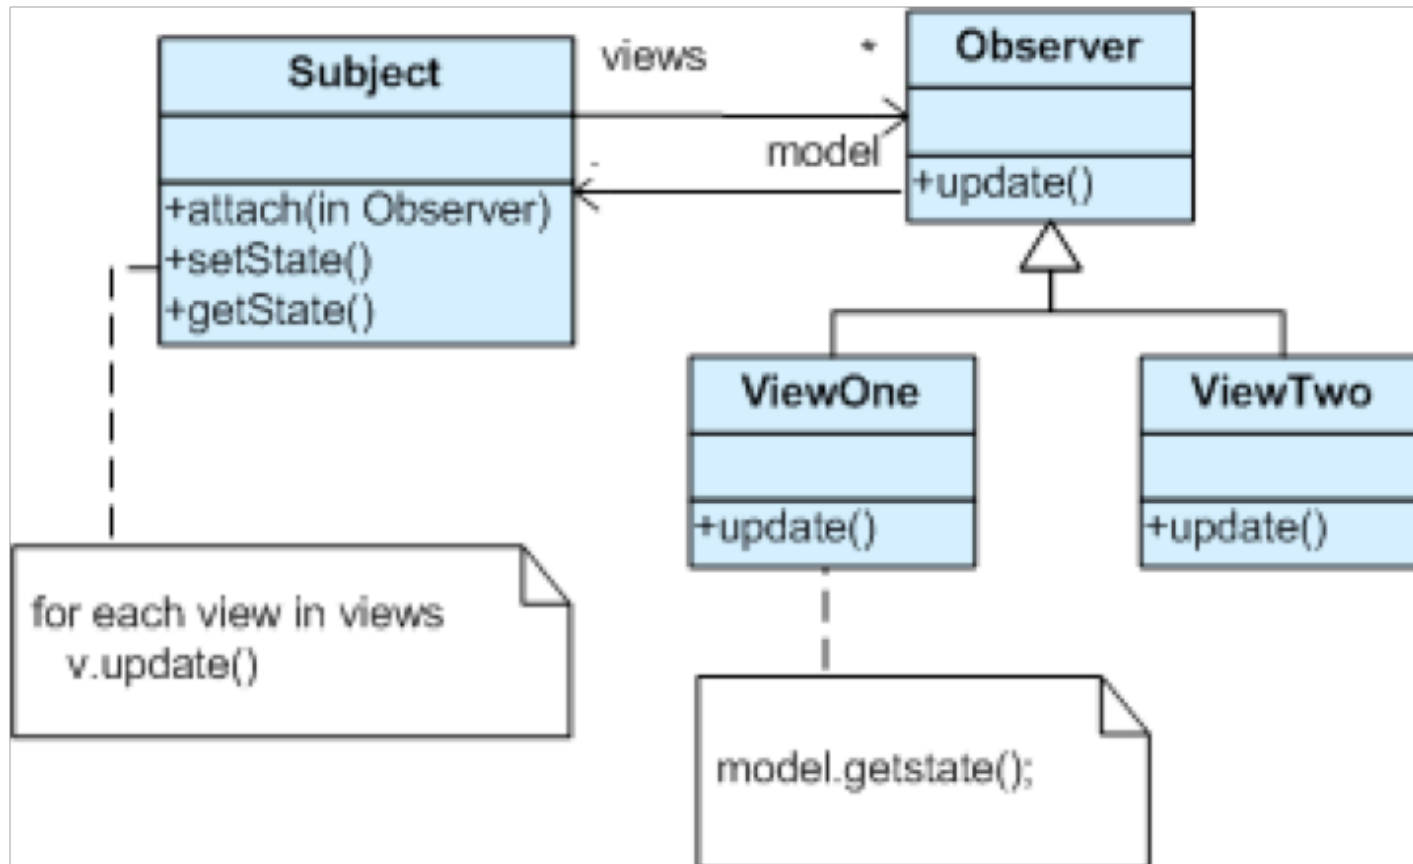 Subject
+attach(in Observer)
+setState()
+getState()
views
*
model
Observer
+update()
ViewOne
+update()
ViewTwo
+update()
for each view in views
v.update()
model.getstate();